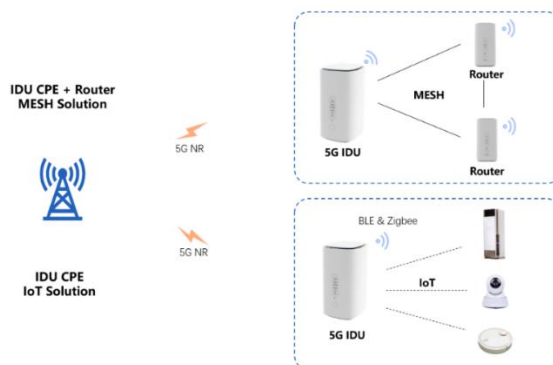 IDU CPE + Router
MESH Solution
5G NR
5G NR
IDU CPE
IoT Solution
5G IDU
MESH
Router
Router
BLE & Zigbee
5G IDU
IoT